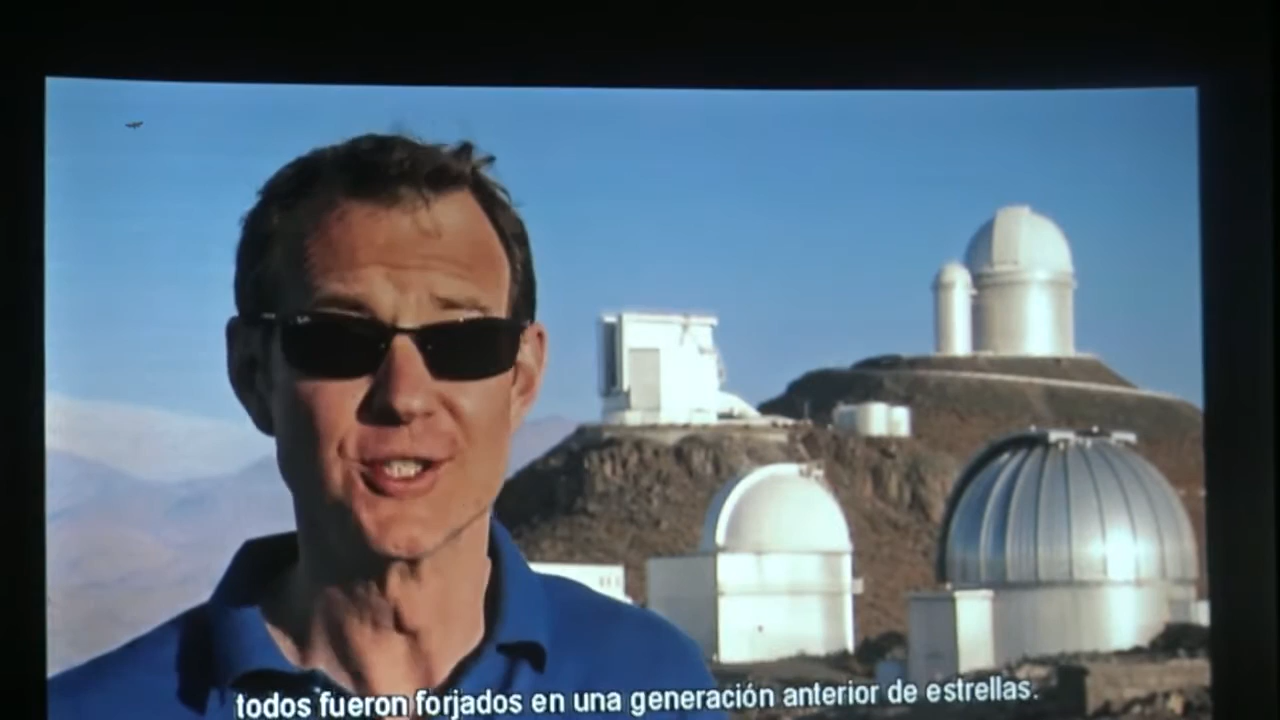 todos fueron forjados en una generación anterior de estrellas.